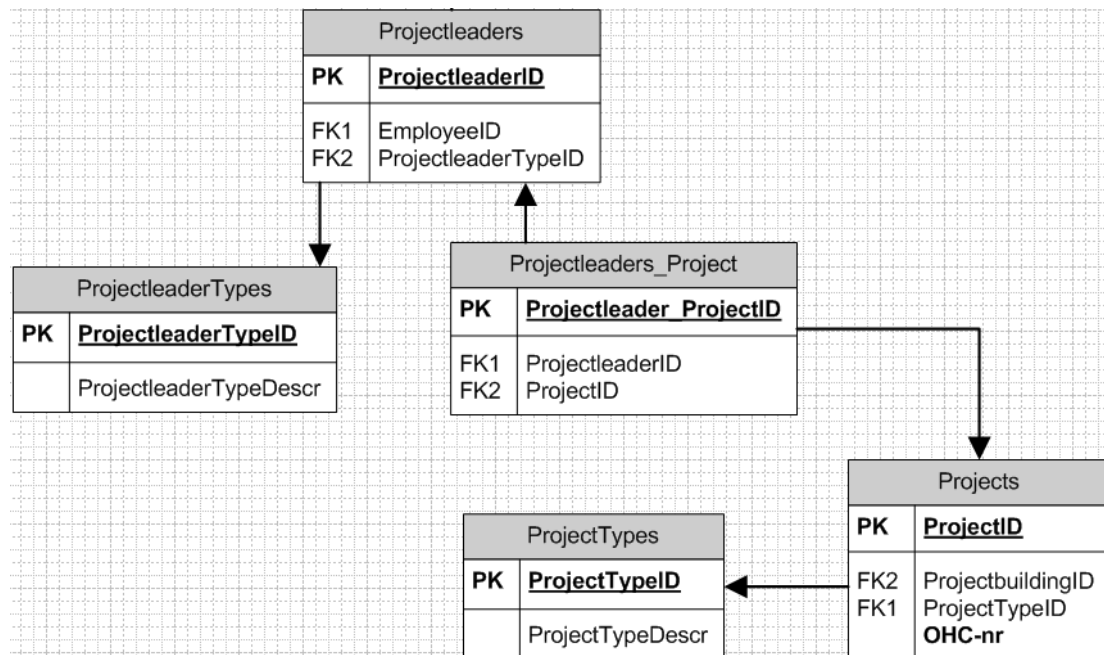 Projectleaders
PK ProjectleaderID
FK1 EmployeeID
FK2 ProjectleaderTypeID
ProjectleaderTypes
PK ProjectleaderTypeID
ProjectleaderTypeDescr
Projectleaders_Project
PK Projectleader_ProjectID
FK1 ProjectleaderID
FK2 ProjectID
Projects
PK ProjectID
FK2 ProjectbuildingID
FK1 ProjectTypeID
OHC-nr
ProjectTypes
PK ProjectTypeID
ProjectTypeDescr